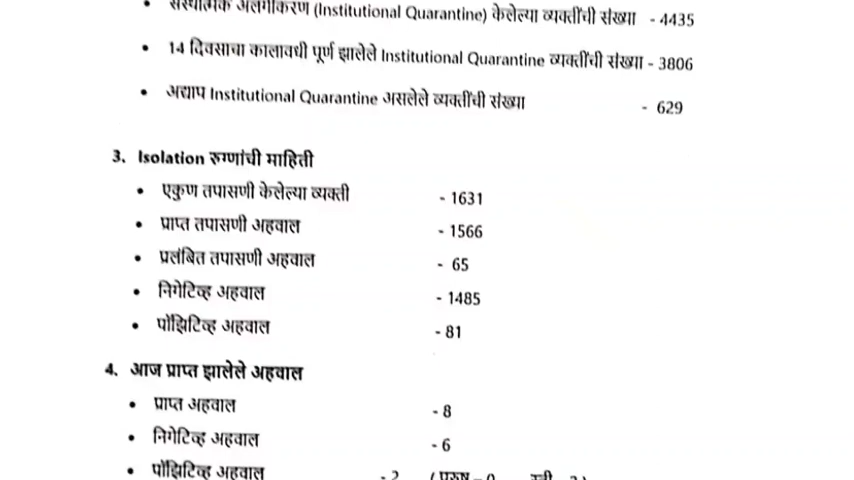 • संस्थात्मक अलगीकरण (Institutional Quarantine) केलेल्या व्यक्तींची संख्या - 4435
• 14 दिवसाचा कालावधी पूर्ण झालेले Institutional Quarantine व्यक्तींची संख्या - 3806
• अद्याप Institutional Quarantine असलेले व्यक्तींची संख्या - 629
3. Isolation रुग्णांची माहिती
• एकुण तपासणी केलेल्या व्यक्ती - 1631
• प्राप्त तपासणी अहवाल - 1566
• प्रलंबित तपासणी अहवाल - 65
• निगेटिव्ह अहवाल - 1485
• पॉझिटिव्ह अहवाल - 81
4. आज प्राप्त झालेले अहवाल
• प्राप्त अहवाल - 8
• निगेटिव्ह अहवाल - 6
• पॉझिटिव्ह अहवाल - 2